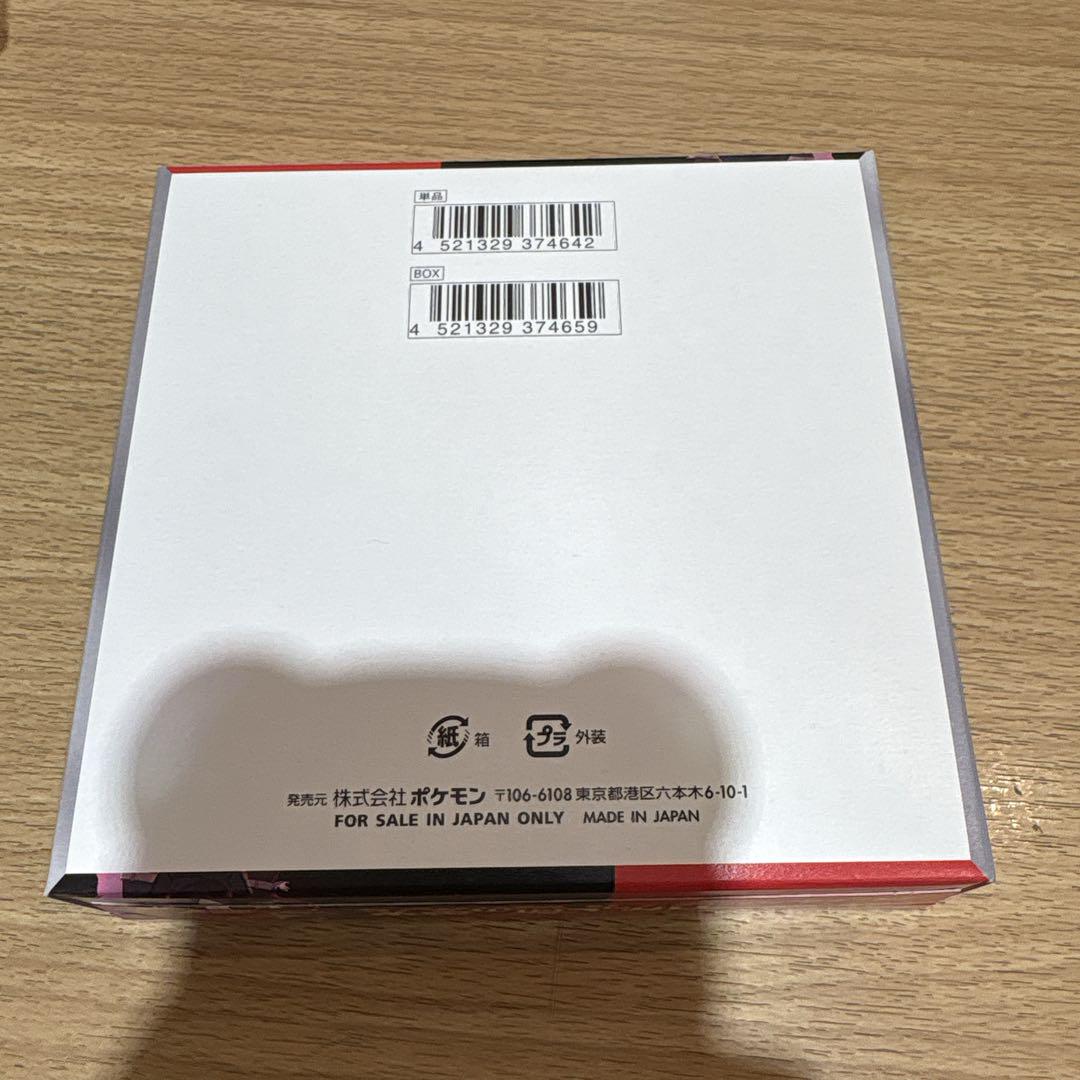 単品
4 521329 374642
BOX
4 521329 374659
紙 箱 プラ 外装
発売元 株式会社ポケモン 〒106-6108 東京都港区六本木6-10-1
FOR SALE IN JAPAN ONLY MADE IN JAPAN